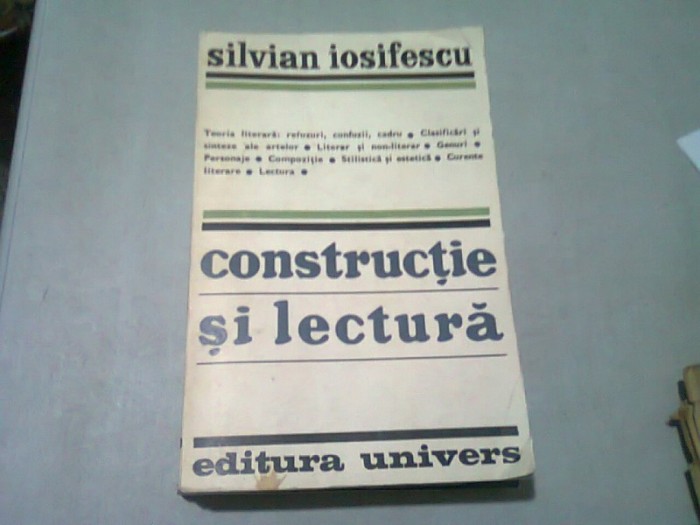 silvian iosifescu
Teoria literară: refuzuri, confuzii, cadru • Clasificări și
sinteze ale artelor • Literar și non-literar • Genuri •
Personaje • Compoziție • Stilistică și estetică • Curente
literare • Lectura •
construcție
și lectură
editura univers